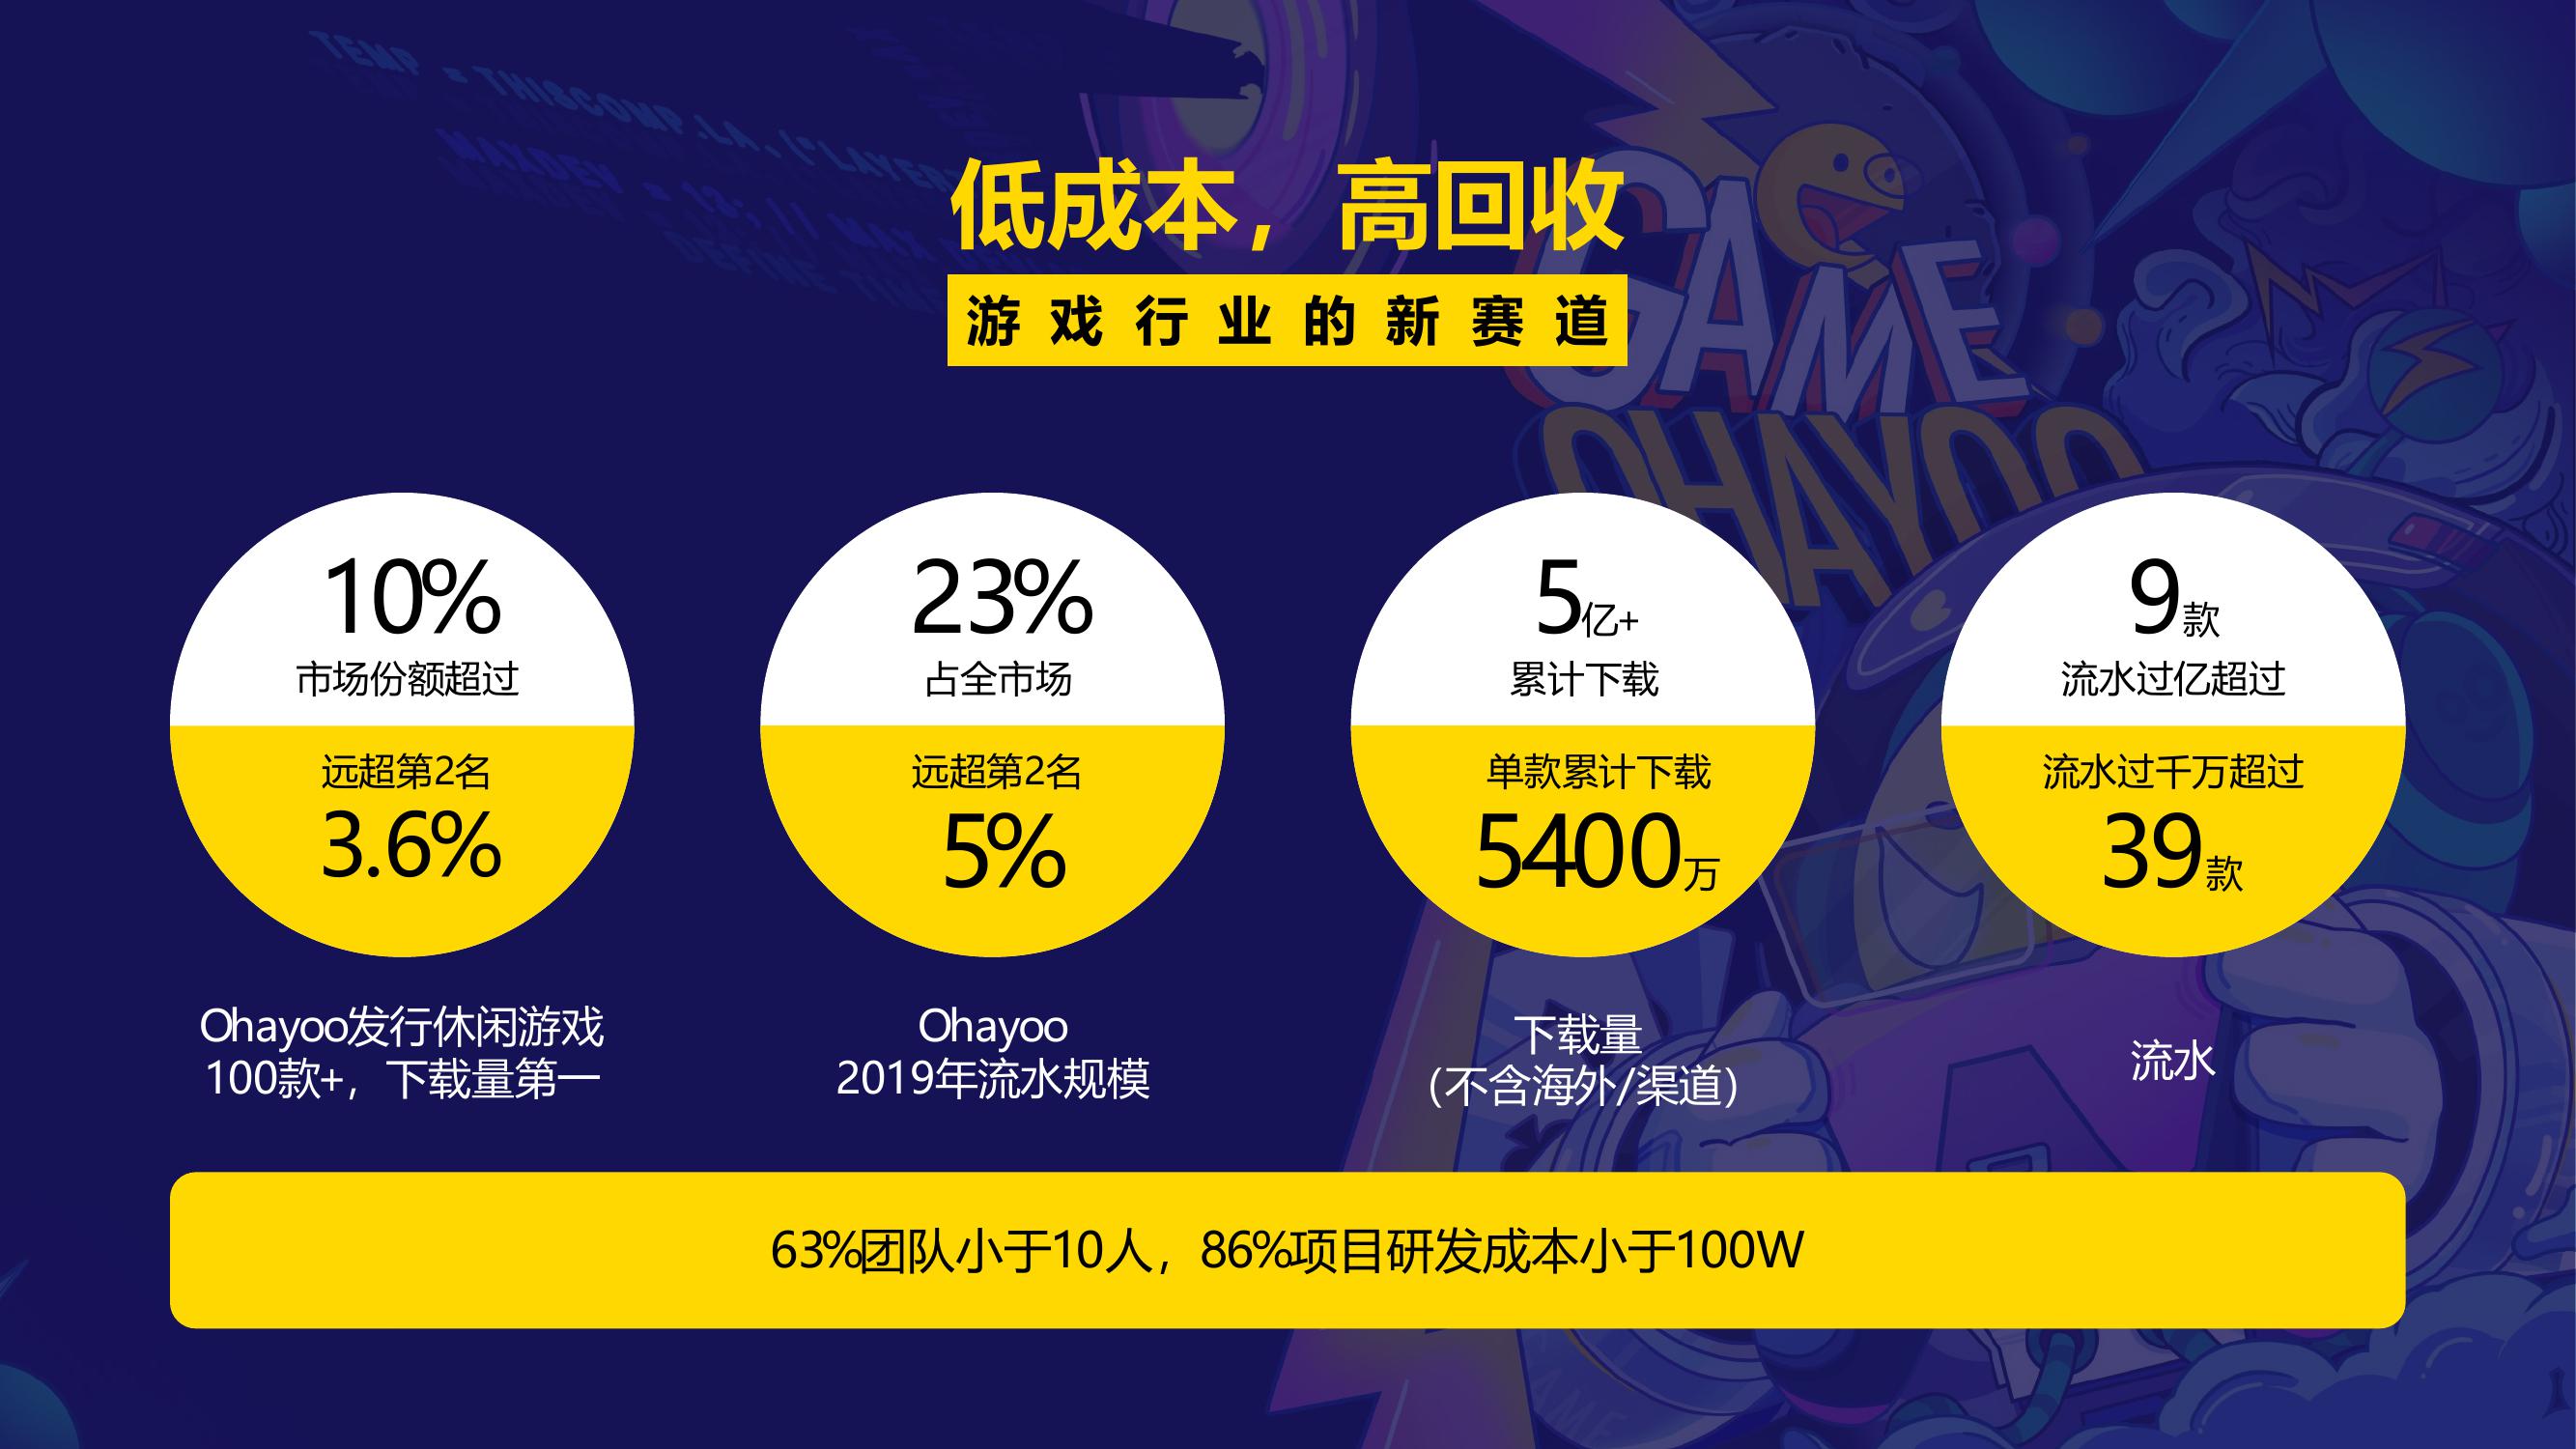 低成本，高回收
游戏行业的新赛道
GAME
OHAYOO
10%
市场份额超过
远超第2名
3.6%
Ohayoo发行休闲游戏
100款+，下载量第一
23%
占全市场
远超第2名
5%
Ohayoo
2019年流水规模
5亿+
累计下载
单款累计下载
5400万
下载量
（不含海外/渠道）
9款
流水过亿超过
流水过千万超过
39款
流水
63%团队小于10人，86%项目研发成本小于100W